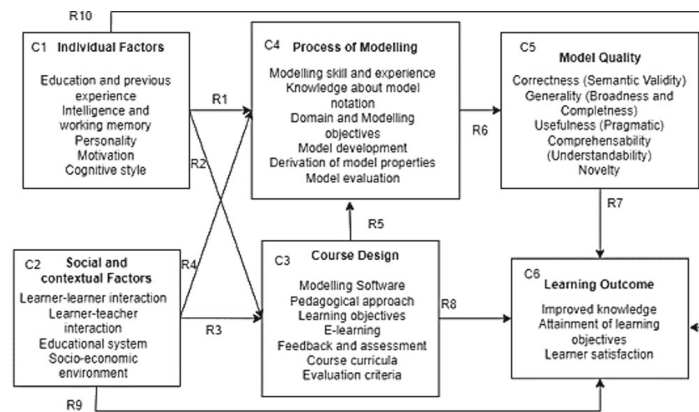 R10
C1 Individual Factors
Education and previous
experience
Intelligence and
working memory
Personality
Motivation
Cognitive style
R1
R2
C4 Process of Modelling
Modelling skill and experience
Knowledge about model
notation
Domain and Modelling
objectives
Model development
Derivation of model properties
Model evaluation
R6
C5 Model Quality
Correctness (Semantic Validity)
Generality (Broadness and
Completness)
Usefulness (Pragmatic)
Comprehensability
(Understandability)
Novelty
R7
R5
R4
C2 Social and
contextual Factors
Learner-learner interaction
Learner-teacher
interaction
Educational system
Socio-economic
environment
R3
C3 Course Design
Modelling Software
Pedagogical approach
Learning objectives
E-learning
Feedback and assessment
Course curricula
Evaluation criteria
R8
C6 Learning Outcome
Improved knowledge
Attainment of learning
objectives
Learner satisfaction
R9